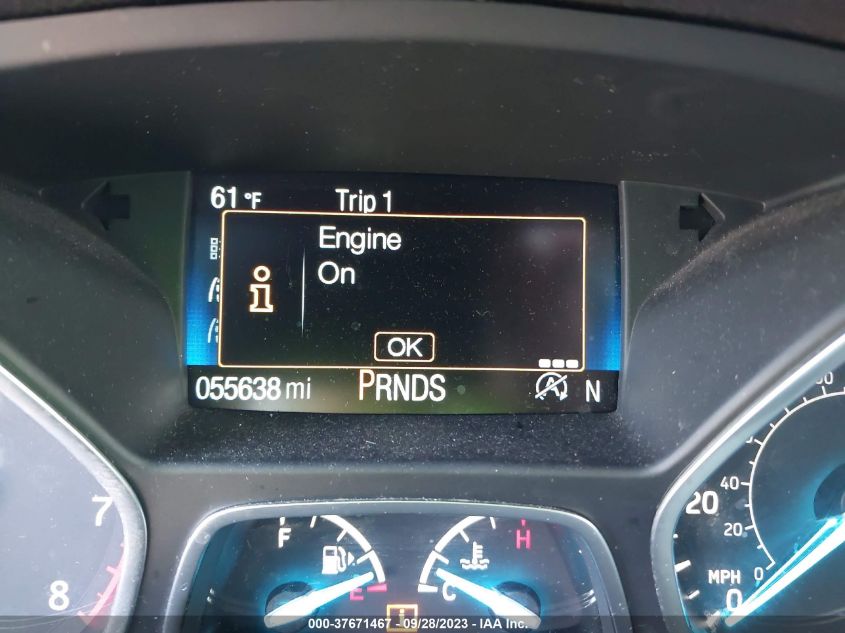 61 °F Trip 1
Engine
On
OK
055638 mi PRNDS N
7
8
F
E
H
C
20
0
MPH
40
20
0
000-37671467 - 09/28/2023 - IAA Inc.